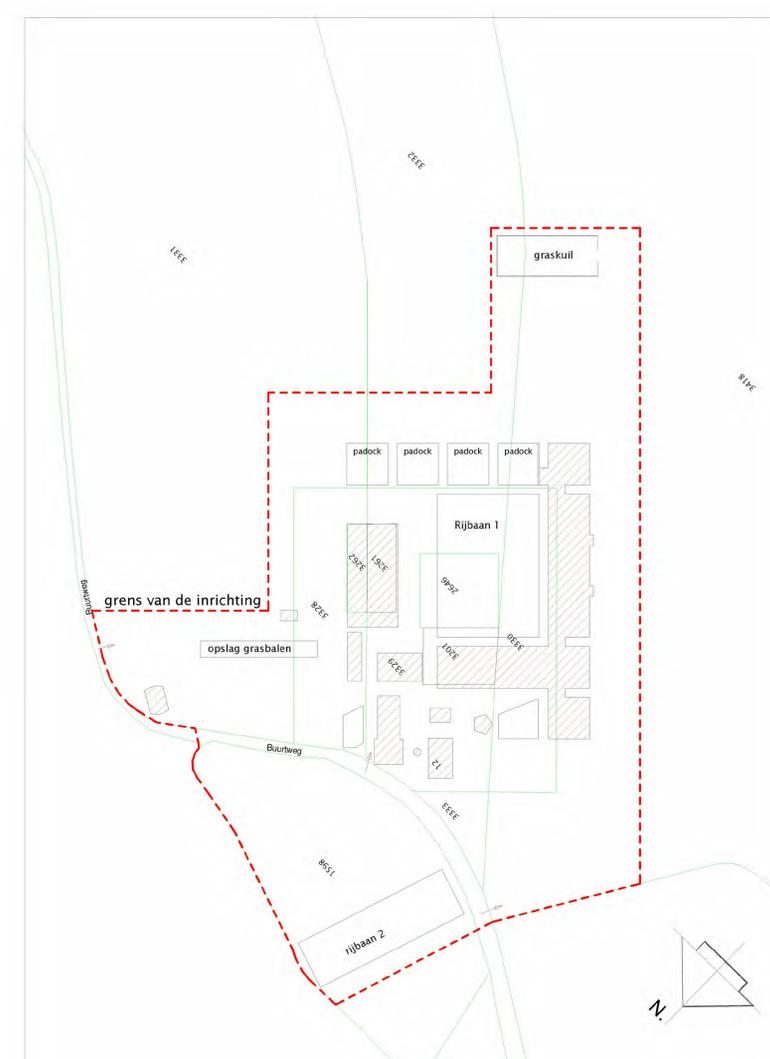 3332
3331
graskuil
3418
padock
padock
padock
padock
Rijbaan 1
3262
3261
2646
Buurtweg
grens van de inrichting
3328
3330
opslag grasbalen
3201
3329
Buurtweg
12
3333
1598
rijbaan 2
N.